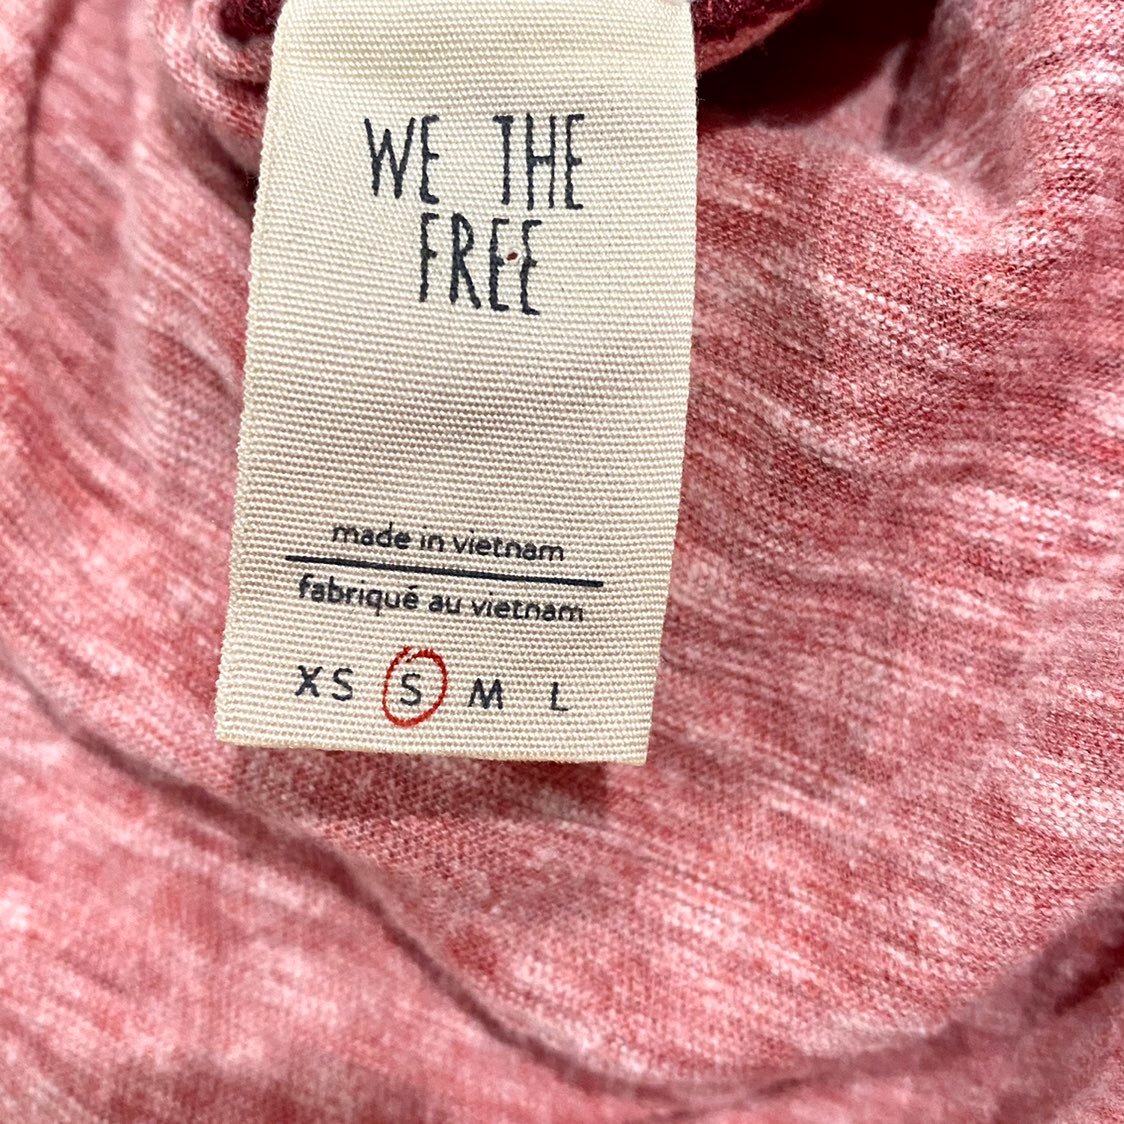 WE THE
FREE
made in vietnam
fabriqué au vietnam
XS S M L